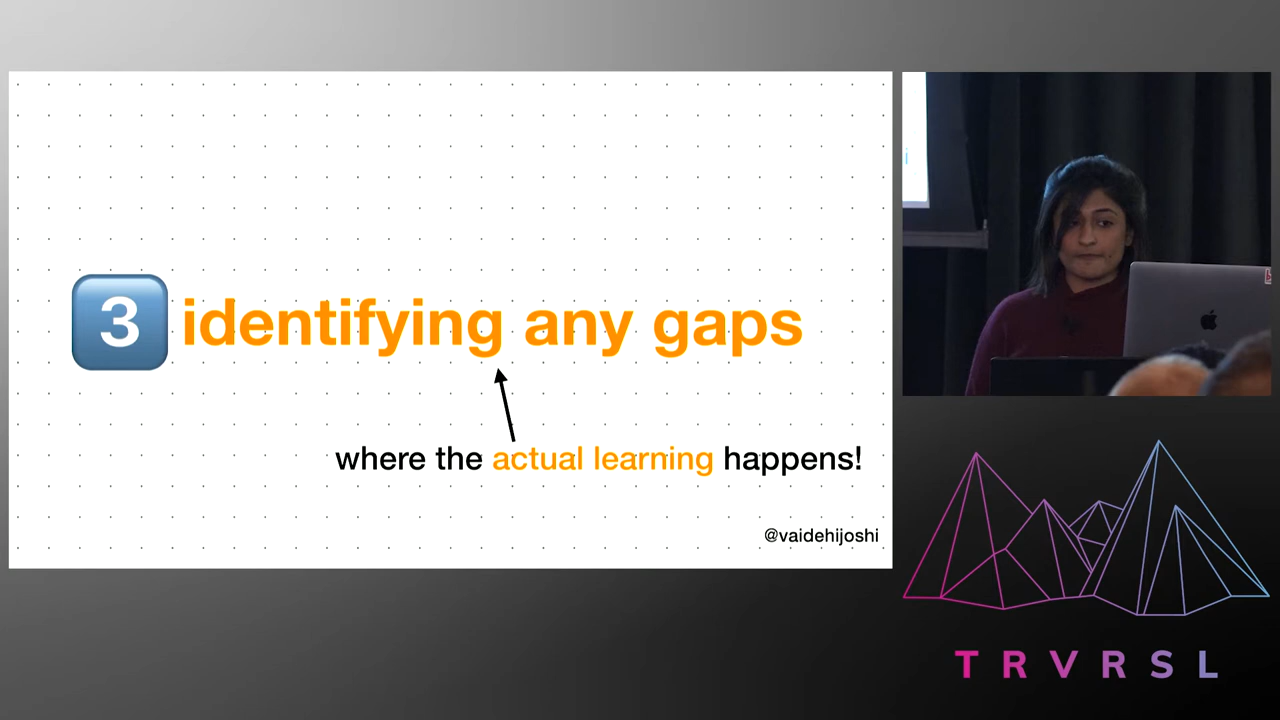 3 identifying any gaps
where the actual learning happens!
@vaidehijoshi
TRVRSL